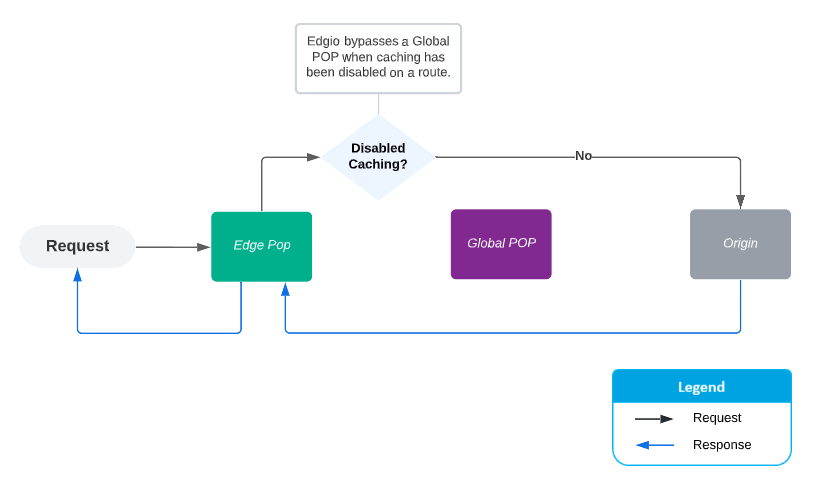 Edgio bypasses a Global
POP when caching has
been disabled on a route.
Disabled
Caching?
No
Request
Edge Pop
Global POP
Origin
Legend
Request
Response